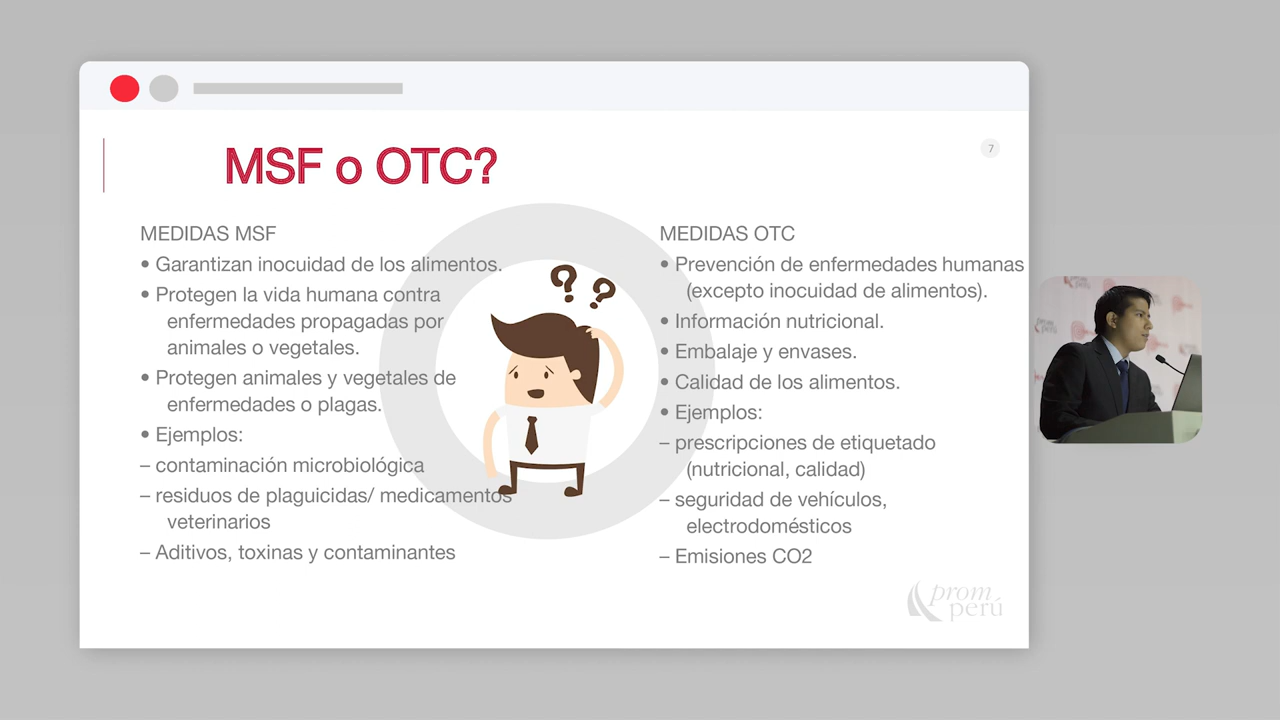 MSF o OTC?
7
MEDIDAS MSF
• Garantizan inocuidad de los alimentos.
• Protegen la vida humana contra
enfermedades propagadas por
animales o vegetales.
• Protegen animales y vegetales de
enfermedades o plagas.
• Ejemplos:
– contaminación microbiológica
– residuos de plaguicidas/ medicamentos
veterinarios
– Aditivos, toxinas y contaminantes
MEDIDAS OTC
• Prevención de enfermedades humanas
(excepto inocuidad de alimentos).
• Información nutricional.
• Embalaje y envases.
• Calidad de los alimentos.
• Ejemplos:
– prescripciones de etiquetado
(nutricional, calidad)
– seguridad de vehículos,
electrodomésticos
– Emisiones CO2
prom
perú